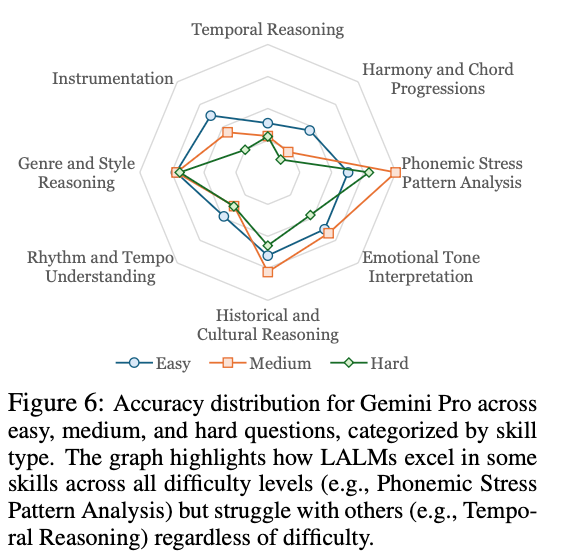 Temporal Reasoning
Instrumentation
Harmony and Chord
Progressions
Genre and Style
Reasoning
Phonemic Stress
Pattern Analysis
Rhythm and Tempo
Understanding
Emotional Tone
Interpretation
Historical and
Cultural Reasoning
Easy Medium Hard
Figure 6: Accuracy distribution for Gemini Pro across
easy, medium, and hard questions, categorized by skill
type. The graph highlights how LALMs excel in some
skills across all difficulty levels (e.g., Phonemic Stress
Pattern Analysis) but struggle with others (e.g., Tempo-
ral Reasoning) regardless of difficulty.